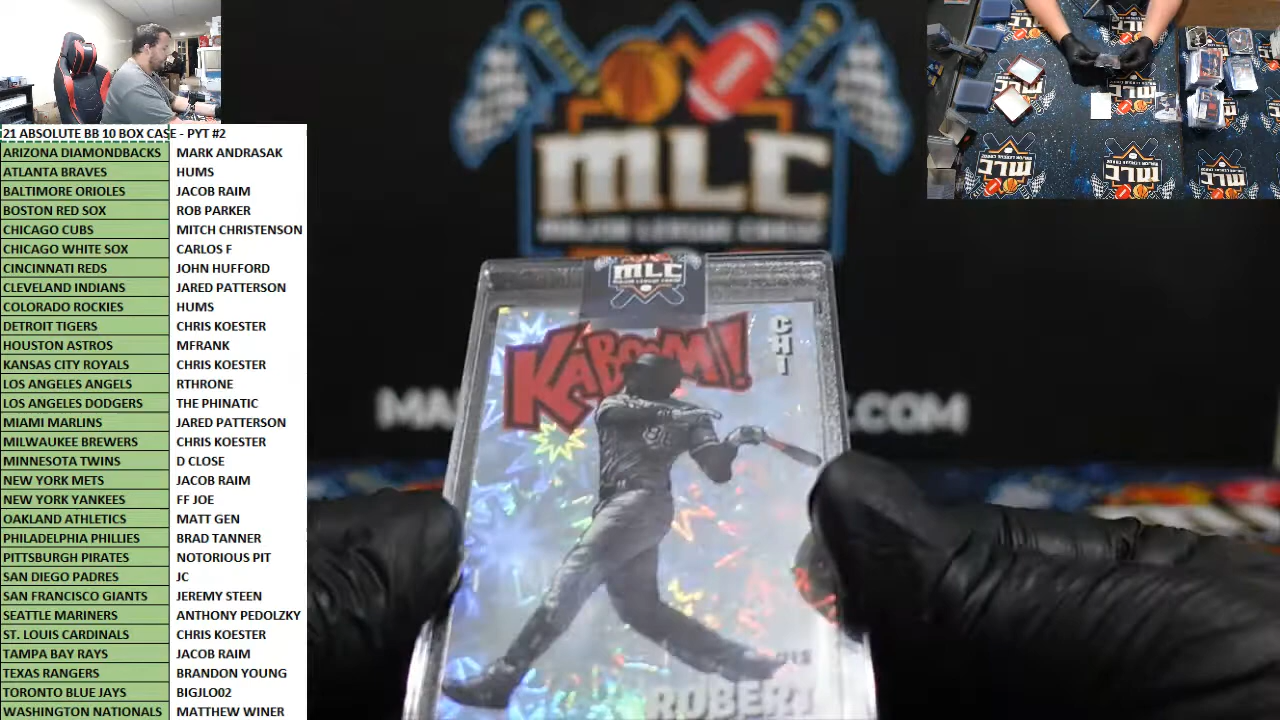 21 ABSOLUTE BB 10 BOX CASE - PYT #2
ARIZONA DIAMONDBACKS MARK ANDRASAK
ATLANTA BRAVES HUMS
BALTIMORE ORIOLES JACOB RAIM
BOSTON RED SOX ROB PARKER
CHICAGO CUBS MITCH CHRISTENSON
CHICAGO WHITE SOX CARLOS F
CINCINNATI REDS JOHN HUFFORD
CLEVELAND INDIANS JARED PATTERSON
COLORADO ROCKIES HUMS
DETROIT TIGERS CHRIS KOESTER
HOUSTON ASTROS MFRANK
KANSAS CITY ROYALS CHRIS KOESTER
LOS ANGELES ANGELS RTHRONE
LOS ANGELES DODGERS THE PHINATIC
MIAMI MARLINS JARED PATTERSON
MILWAUKEE BREWERS CHRIS KOESTER
MINNESOTA TWINS D CLOSE
NEW YORK METS JACOB RAIM
NEW YORK YANKEES FF JOE
OAKLAND ATHLETICS MATT GEN
PHILADELPHIA PHILLIES BRAD TANNER
PITTSBURGH PIRATES NOTORIOUS PIT
SAN DIEGO PADRES JC
SAN FRANCISCO GIANTS JEREMY STEEN
SEATTLE MARINERS ANTHONY PEDOLZKY
ST. LOUIS CARDINALS CHRIS KOESTER
TAMPA BAY RAYS JACOB RAIM
TEXAS RANGERS BRANDON YOUNG
TORONTO BLUE JAYS BIGJLO02
WASHINGTON NATIONALS MATTHEW WINER
MLC
.COM
MLC
KABOOM!
CHI
ROBERT
MLC
MLC
MLC
MLC